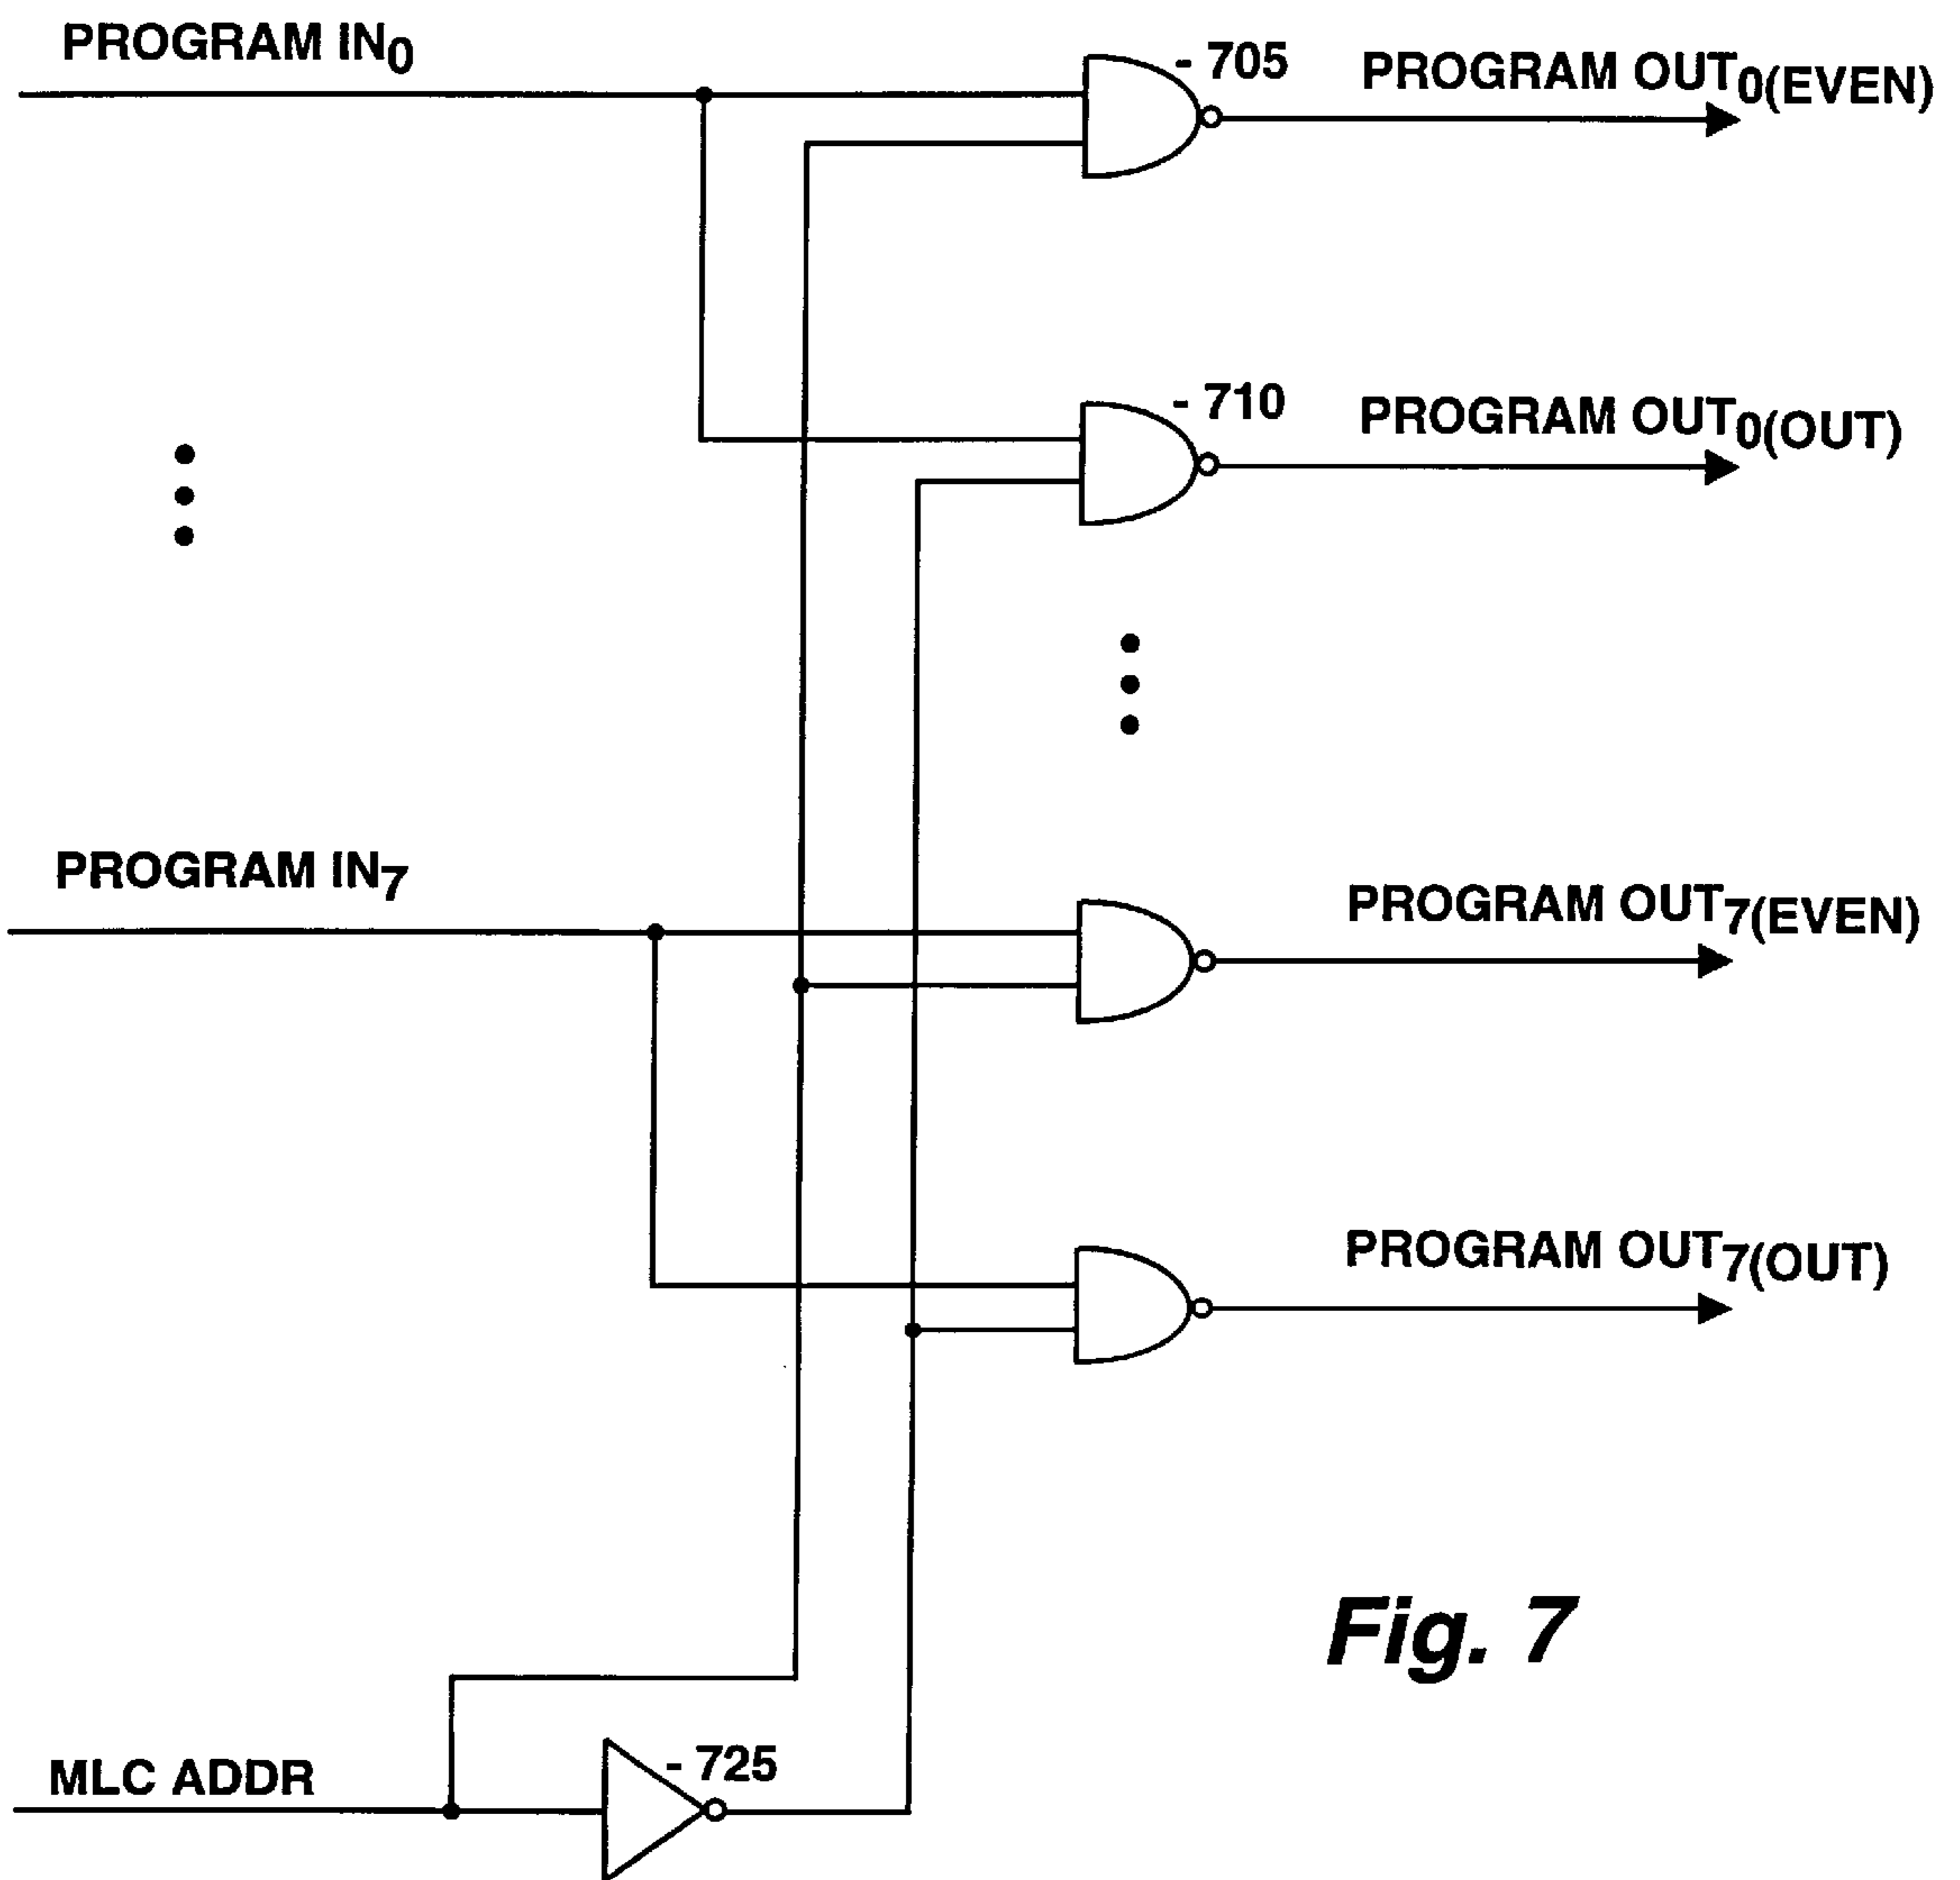 PROGRAM IN0
- 705
PROGRAM OUT0(EVEN)
- 710
PROGRAM OUT0(OUT)
PROGRAM IN7
PROGRAM OUT7(EVEN)
PROGRAM OUT7(OUT)
Fig. 7
MLC ADDR
- 725